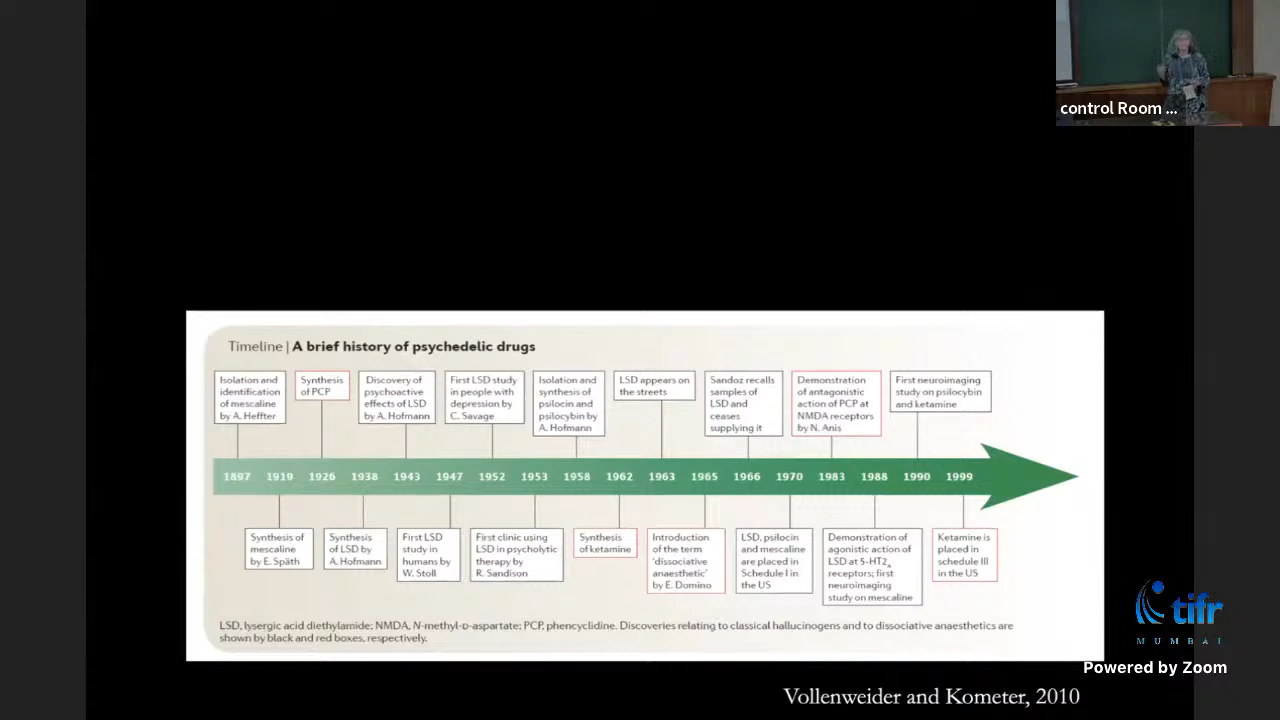 control Room ...
Timeline | A brief history of psychedelic drugs
Isolation and
identification
of mescaline
by A. Heffter
Synthesis
of PCP
Discovery of
psychoactive
effects of LSD
by A. Hofmann
First LSD study
in people with
depression by
C. Savage
Isolation and
synthesis of
psilocin and
psilocybin by
A. Hofmann
LSD appears on
the streets
Sandoz recalls
samples of
LSD and
ceases
supplying it
Demonstration
of antagonistic
action of PCP at
NMDA receptors
by N. Anis
First neuroimaging
study on psilocybin
and ketamine
1897 1919 1926 1938 1943 1947 1952 1953 1958 1962 1963 1965 1966 1970 1983 1988 1990 1999
Synthesis of
mescaline
by E. Späth
Synthesis
of LSD by
A. Hofmann
First LSD
study in
humans by
W. Stoll
First clinic using
LSD in psycholytic
therapy by
R. Sandison
Synthesis
of ketamine
Introduction
of the term
'dissociative
anaesthetic'
by E. Domino
LSD, psilocin
and mescaline
are placed in
Schedule I in
the US
Demonstration of
agonistic action of
LSD at 5-HT2A
receptors; first
neuroimaging
study on mescaline
Ketamine is
placed in
schedule III
in the US
LSD, lysergic acid diethylamide; NMDA, N-methyl-D-aspartate; PCP, phencyclidine. Discoveries relating to classical hallucinogens and to dissociative anaesthetics are
shown by black and red boxes, respectively.
tifr
MUMBAI
Powered by Zoom
Vollenweider and Kometer, 2010